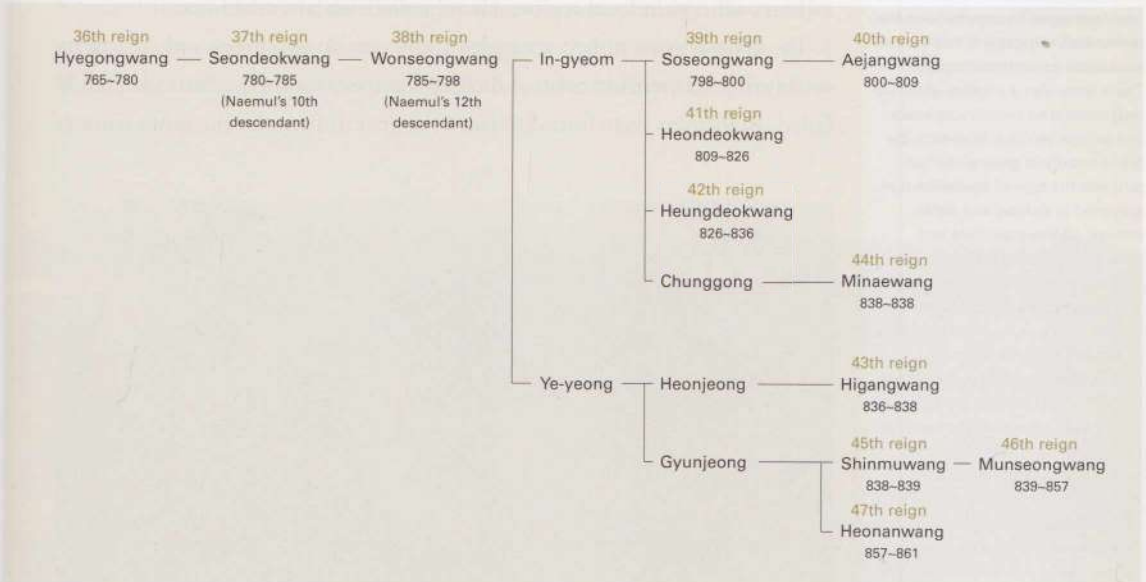 36th reign
Hyegongwang
765–780
37th reign
Seondeokwang
780–785
(Naemul's 10th
descendant)
38th reign
Wonseongwang
785–798
(Naemul's 12th
descendant)
In-gyeom
39th reign
Soseongwang
798–800
40th reign
Aejangwang
800–809
41th reign
Heondeokwang
809–826
42th reign
Heungdeokwang
826–836
Chunggong
44th reign
Minaewang
838–838
Ye-yeong
Heonjeong
43th reign
Higangwang
836–838
Gyunjeong
45th reign
Shinmuwang
838–839
46th reign
Munseongwang
839–857
47th reign
Heonanwang
857–861